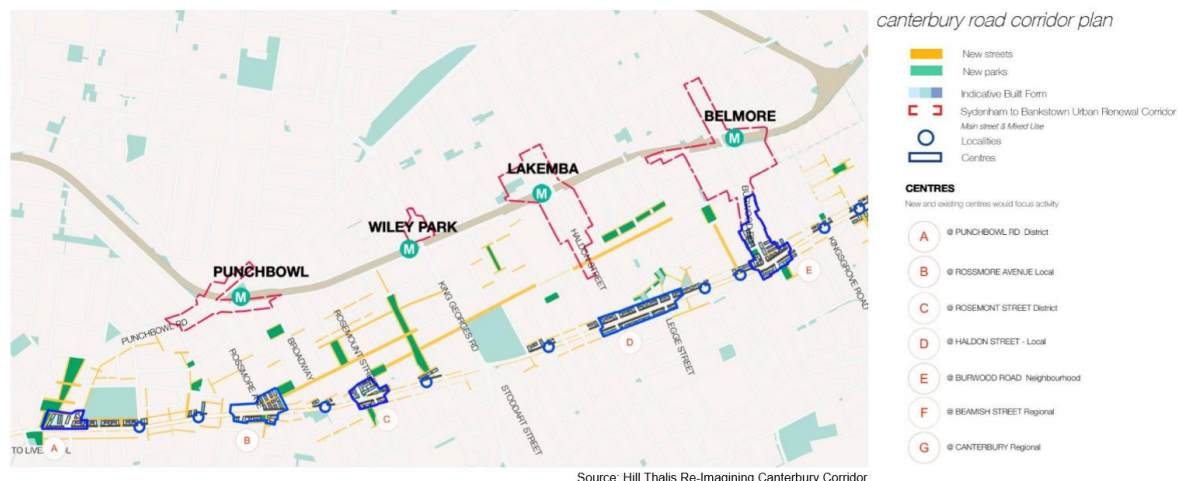 canterbury road corridor plan
New streets
New parks
Indicative Built Form
Sydenham to Bankstown Urban Renewal Corridor
Main street & Mixed Use
Localities
Centres
CENTRES
New and existing centres would focus activity
A @ PUNCHBOWL RD District
B @ ROSSMORE AVENUE Local
C @ ROSEMONT STREET District
D @ HALDON STREET - Local
E @ BURWOOD ROAD Neighbourhood
F @ BEAMISH STREET Regional
G @ CANTERBURY Regional
BELMORE
M
LAKEMBA
M
WILEY PARK
M
PUNCHBOWL
M
PUNCHBOWL RD
ROSSMORE
BROADWAY
ROSEMOUNT
KING GEORGES RD
STODDART STREET
HALDON STREET
LEGGE STREET
KINGSGROVE ROAD
A
B
C
D
E
TO
Source: Hill Thalis Re-Imagining Canterbury Corridor